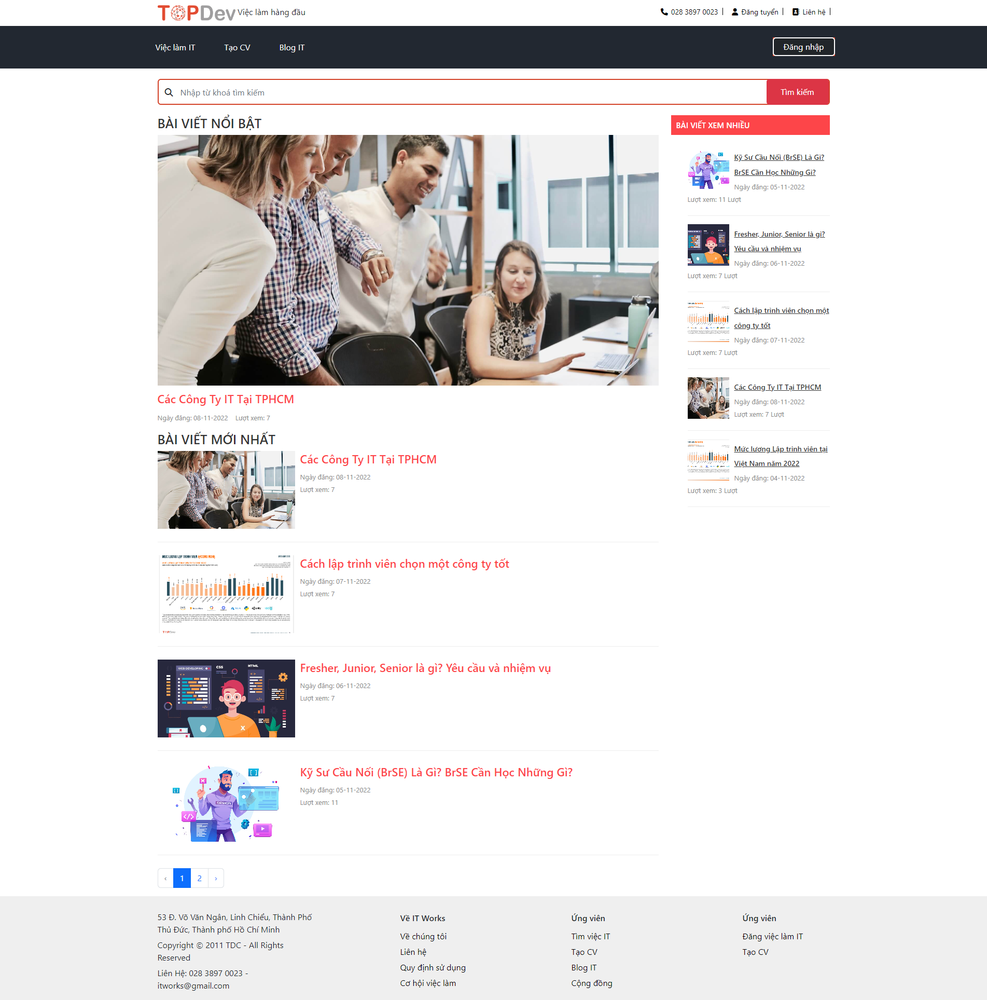 TOPDev Việc làm hàng đầu
028 3897 0023
Đăng tuyển
Liên hệ
Việc làm IT
Tạo CV
Blog IT
Đăng nhập
Nhập từ khoá tìm kiếm
Tìm kiếm
BÀI VIẾT NỔI BẬT
Các Công Ty IT Tại TPHCM
Ngày đăng: 08-11-2022 Lượt xem: 7
BÀI VIẾT MỚI NHẤT
Các Công Ty IT Tại TPHCM
Ngày đăng: 08-11-2022
Lượt xem: 7
MỨC LƯƠNG LẬP TRÌNH VIÊN @CÔNG NGHỆ
TOPDev
Cách lập trình viên chọn một công ty tốt
Ngày đăng: 07-11-2022
Lượt xem: 7
WEB DEVELOPING
CSS
HTML
Fresher, Junior, Senior là gì? Yêu cầu và nhiệm vụ
Ngày đăng: 06-11-2022
Lượt xem: 7
DESIGN
Kỹ Sư Cầu Nối (BrSE) Là Gì? BrSE Cần Học Những Gì?
Ngày đăng: 05-11-2022
Lượt xem: 11
‹ 1 2 ›
BÀI VIẾT XEM NHIỀU
Kỹ Sư Cầu Nối (BrSE) Là Gì?
BrSE Cần Học Những Gì?
Ngày đăng: 05-11-2022
Lượt xem: 11 Lượt
Fresher, Junior, Senior là gì?
Yêu cầu và nhiệm vụ
Ngày đăng: 06-11-2022
Lượt xem: 7 Lượt
Cách lập trình viên chọn một
công ty tốt
Ngày đăng: 07-11-2022
Lượt xem: 7 Lượt
Các Công Ty IT Tại TPHCM
Ngày đăng: 08-11-2022
Lượt xem: 7 Lượt
Mức lương Lập trình viên tại
Việt Nam năm 2022
Ngày đăng: 04-11-2022
Lượt xem: 3 Lượt
53 Đ. Võ Văn Ngân, Linh Chiểu, Thành Phố
Thủ Đức, Thành phố Hồ Chí Minh
Copyright © 2011 TDC - All Rights
Reserved
Liên Hệ: 028 3897 0023 -
itworks@gmail.com
Về IT Works
Về chúng tôi
Liên hệ
Quy định sử dụng
Cơ hội việc làm
Ứng viên
Tìm việc IT
Tạo CV
Blog IT
Cộng đồng
Ứng viên
Đăng việc làm IT
Tạo CV